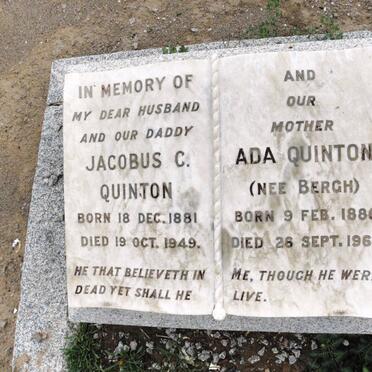 IN MEMORY OF
MY DEAR HUSBAND
AND OUR DADDY
JACOBUS C.
QUINTON
BORN 18 DEC. 1881
DIED 19 OCT. 1949.
HE THAT BELIEVETH IN
DEAD YET SHALL HE
AND
OUR
MOTHER
ADA QUINTON
(NEE BERGH)
BORN 9 FEB. 188
DIED 26 SEPT. 196
ME, THOUGH HE WERE
LIVE.